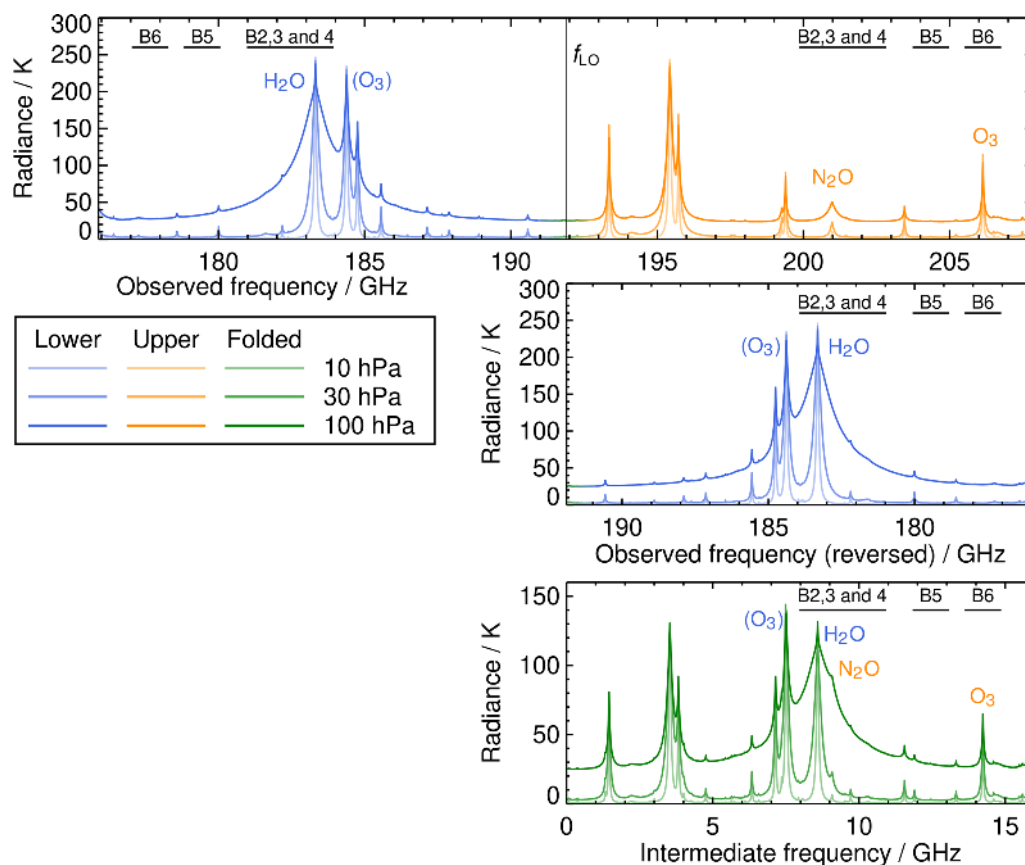 B6 B5 B2,3 and 4 B2,3 and 4 B5 B6
300
250
200
150
100
50
0
Radiance / K
H₂O (O₃)
f_LO
N₂O O₃
180 185 190 195 200 205
Observed frequency / GHz
Lower Upper Folded
10 hPa
30 hPa
100 hPa
B2,3 and 4 B5 B6
300
250
200
150
100
50
0
Radiance / K
(O₃) H₂O
190 185 180
Observed frequency (reversed) / GHz
B2,3 and 4 B5 B6
150
100
50
0
Radiance / K
(O₃) H₂O
N₂O
O₃
0 5 10 15
Intermediate frequency / GHz